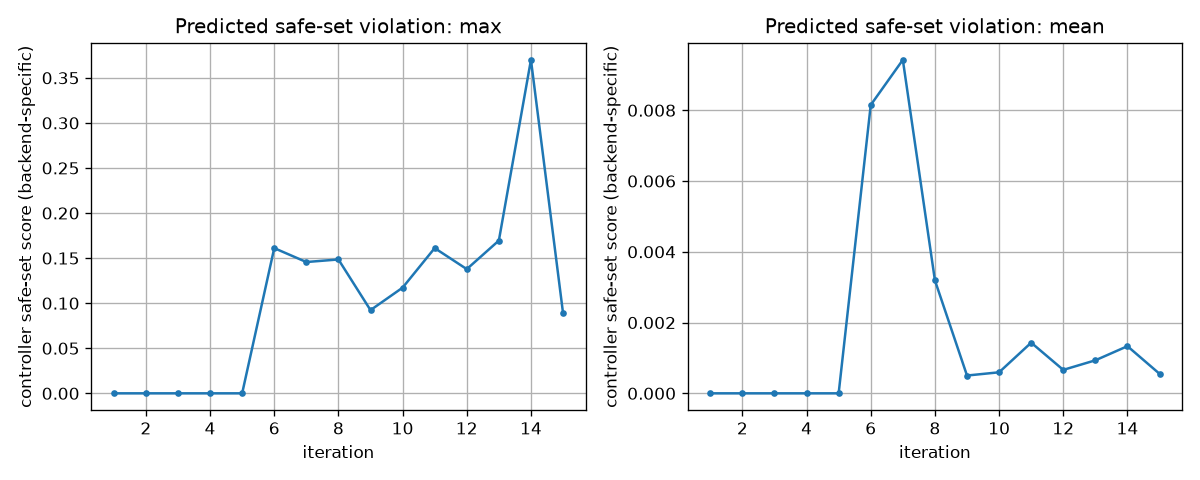 Predicted safe-set violation: max
controller safe-set score (backend-specific)
0.35
0.30
0.25
0.20
0.15
0.10
0.05
0.00
2 4 6 8 10 12 14
iteration
Predicted safe-set violation: mean
controller safe-set score (backend-specific)
0.008
0.006
0.004
0.002
0.000
2 4 6 8 10 12 14
iteration